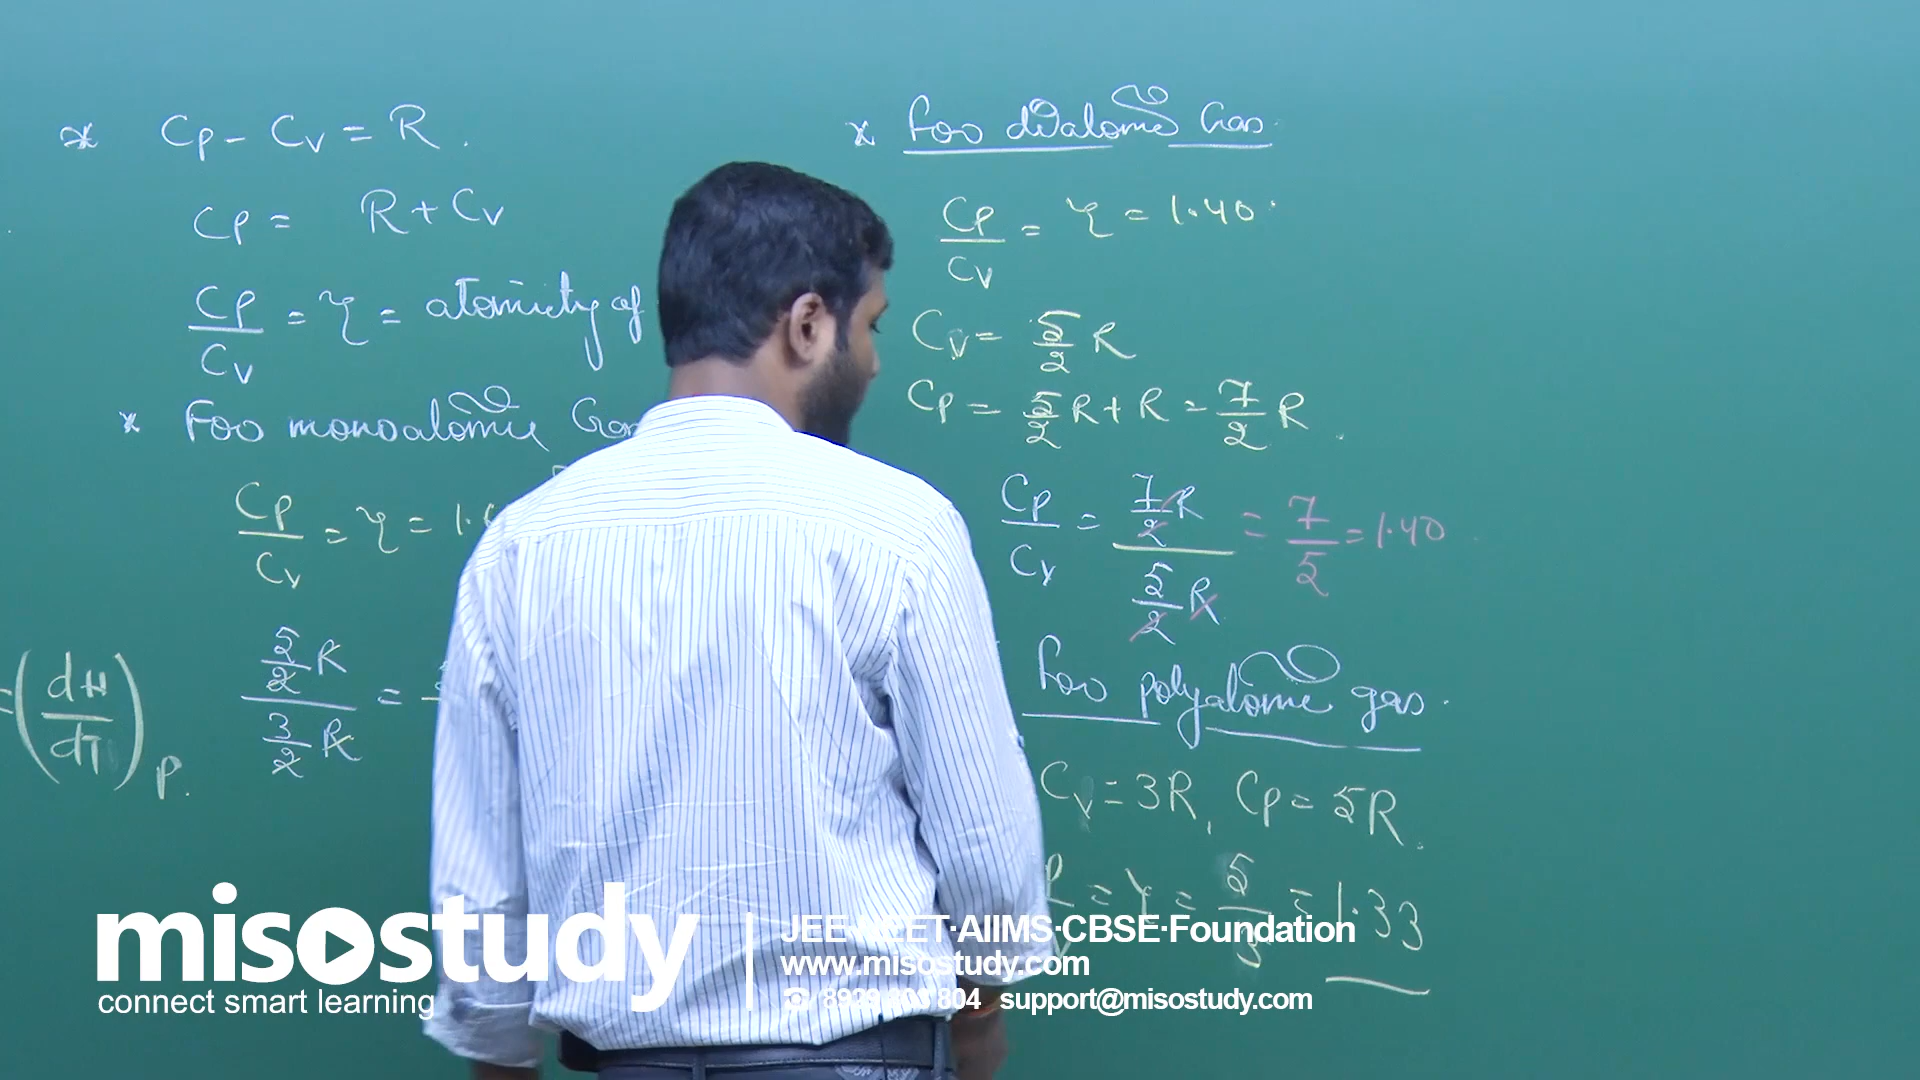 * Cp - Cv = R.
Cp = R + Cv
Cp/Cv = γ = atomicity of
* For monoatomic Gas
Cp/Cv = γ = 1.
5/2 R / 3/2 R =
= (dH/dT)P.
* For diatomic Gas.
Cp/Cv = γ = 1.40.
Cv = 5/2 R
Cp = 5/2 R + R = 7/2 R.
Cp/Cv = 7/2 R / 5/2 R = 7/5 = 1.40
For polyatomic gas.
Cv = 3R, Cp = 5R.
= γ = 5/3 = 1.33
misostudy
connect smart learning
JEE·NEET·AIIMS·CBSE·Foundation
www.misostudy.com
804 support@misostudy.com